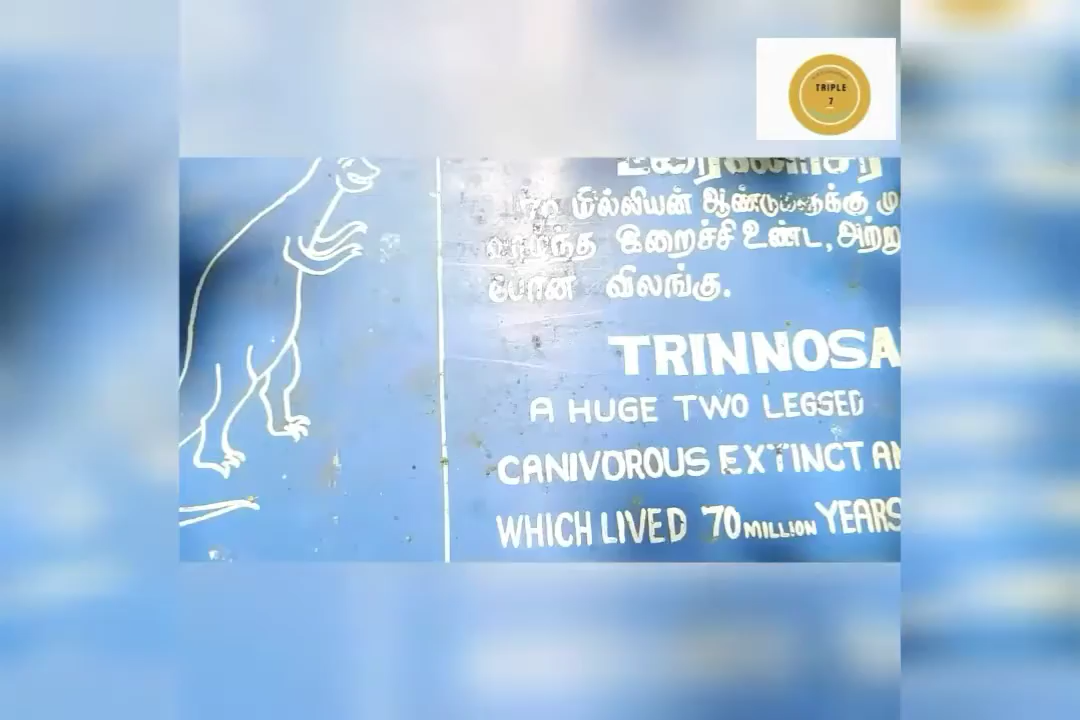 TRIPLE
7
மில்லியன் ஆண்டுகளுக்கு மு
இறைச்சி உண்ட, அற்பு
போன விலங்கு.
TRINNOSA
A HUGE TWO LEGSED
CANIVOROUS EXTINCT AN
WHICH LIVED 70 MILLION YEARS